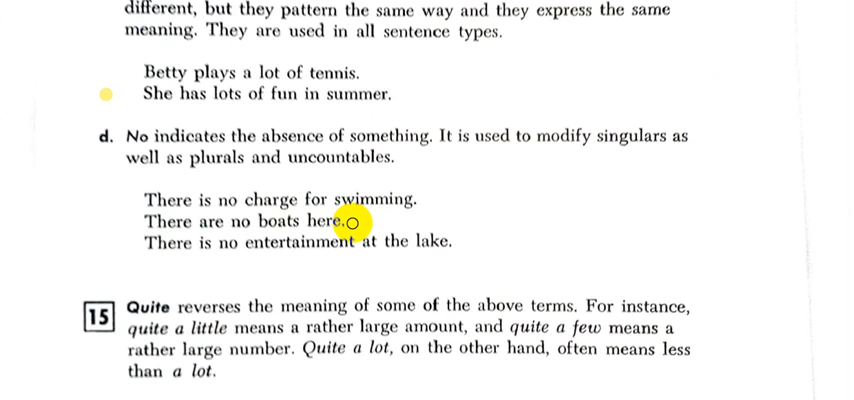 different, but they pattern the same way and they express the same
meaning. They are used in all sentence types.
Betty plays a lot of tennis.
She has lots of fun in summer.
d. No indicates the absence of something. It is used to modify singulars as
well as plurals and uncountables.
There is no charge for swimming.
There are no boats here.
There is no entertainment at the lake.
15 Quite reverses the meaning of some of the above terms. For instance,
quite a little means a rather large amount, and quite a few means a
rather large number. Quite a lot, on the other hand, often means less
than a lot.